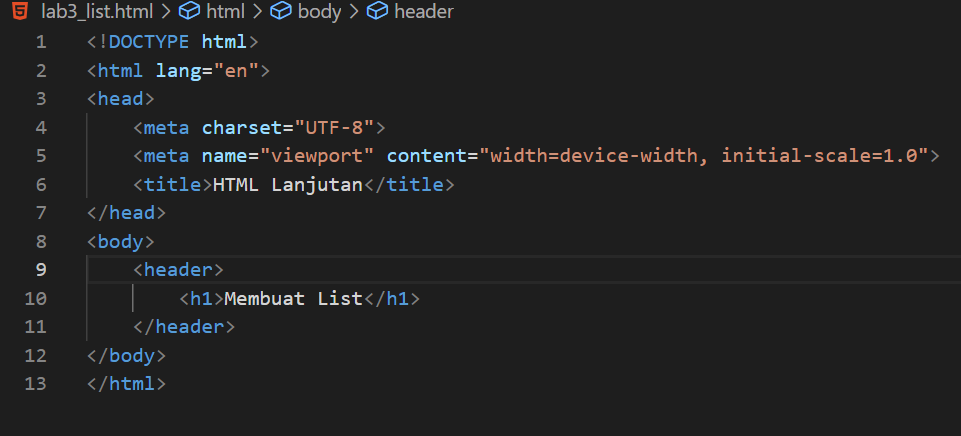 lab3_list.html > html > body > header
1 <!DOCTYPE html>
2 <html lang="en">
3 <head>
4     <meta charset="UTF-8">
5     <meta name="viewport" content="width=device-width, initial-scale=1.0">
6     <title>HTML Lanjutan</title>
7 </head>
8 <body>
9     <header>
10         <h1>Membuat List</h1>
11     </header>
12 </body>
13 </html>